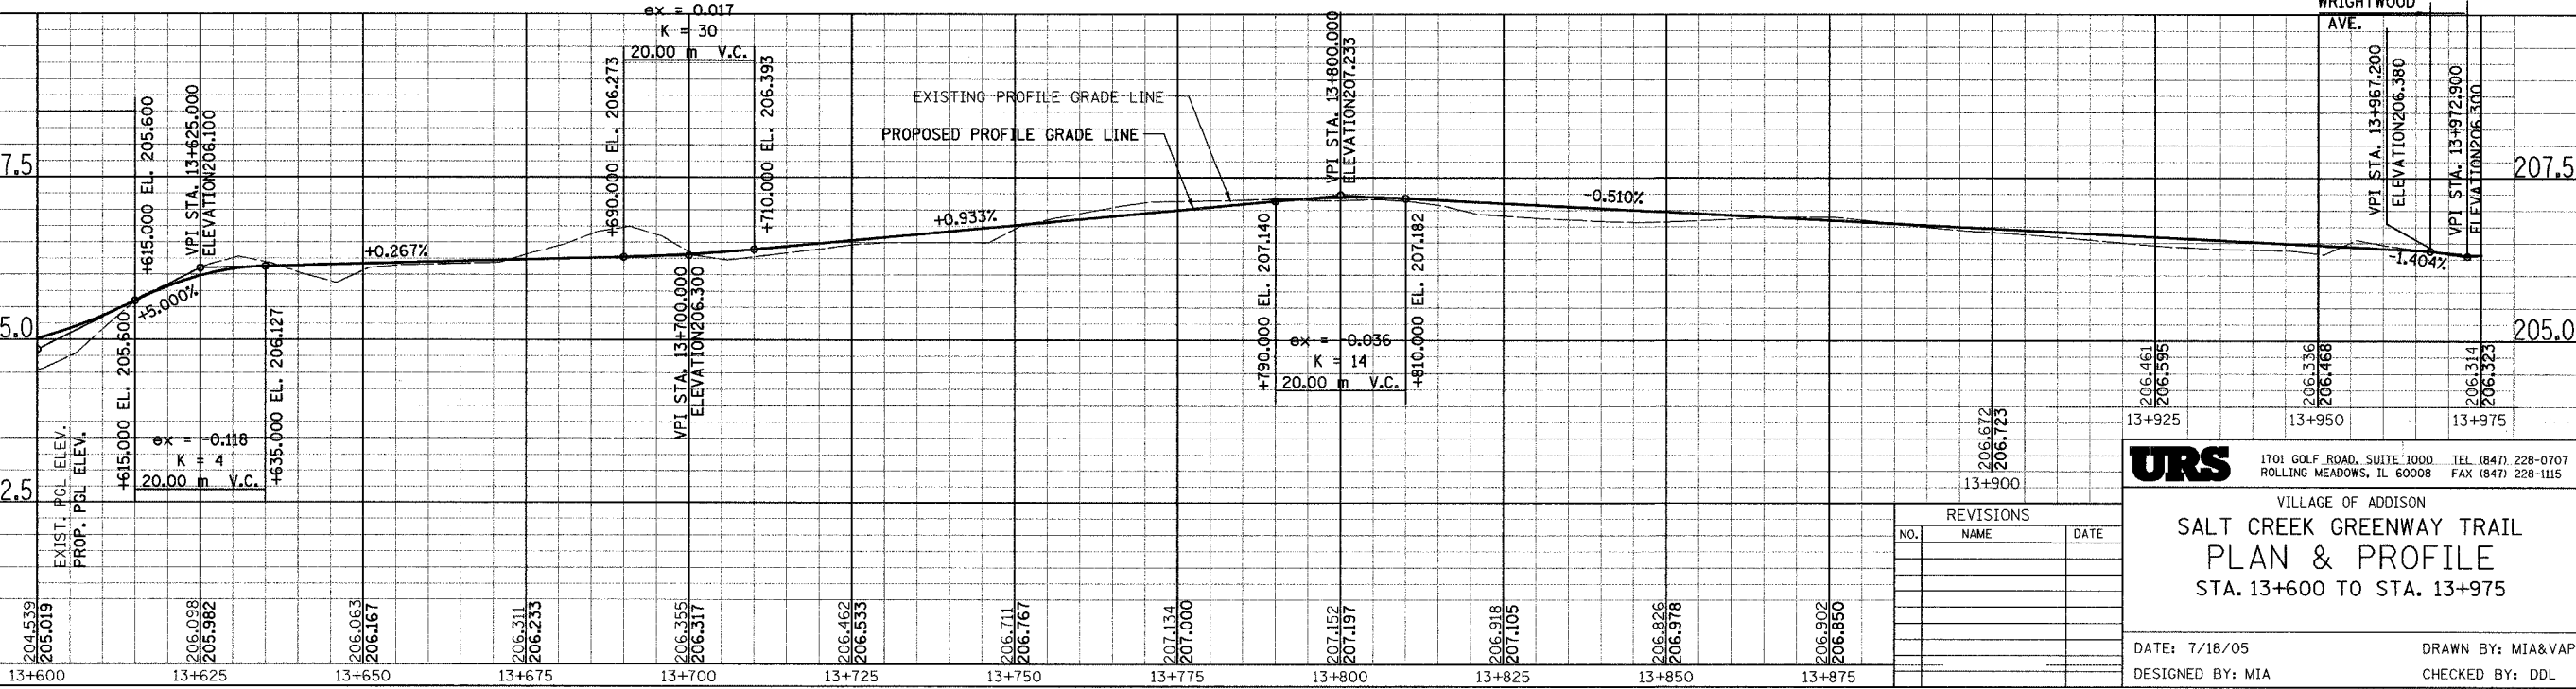 ex = 0.017
K = 30
20.00 m V.C.
+690.000 EL. 206.273
+710.000 EL. 206.393
WRIGHTWOOD
AVE.
+615.000 EL. 205.600
VPI STA. 13+625.000
ELEVATION206.100
EXISTING PROFILE GRADE LINE
PROPOSED PROFILE GRADE LINE
VPI STA. 13+800.000
ELEVATION207.233
VPI STA. 13+967.200
ELEVATION206.380
VPI STA. 13+972.900
ELEVATION206.300
7.5
207.5
+5.000%
+0.267%
+0.933%
-0.510%
-1.404%
5.0
205.0
2.5
+615.000 EL. 205.600
+635.000 EL. 206.127
ex = -0.118
K = 4
20.00 m V.C.
VPI STA. 13+700.000
ELEVATION206.300
+790.000 EL. 207.140
+810.000 EL. 207.182
ex = -0.036
K = 14
20.00 m V.C.
EXIST. PGL ELEV.
PROP. PGL ELEV.
204.539
205.019
206.098
205.982
206.063
206.167
206.311
206.233
206.355
206.317
206.462
206.533
206.711
206.767
207.134
207.000
207.152
207.197
206.918
207.105
206.826
206.978
206.902
206.850
206.672
206.723
206.461
206.595
206.336
206.468
206.314
206.323
13+600 13+625 13+650 13+675 13+700 13+725 13+750 13+775 13+800 13+825 13+850 13+875
13+900
13+925 13+950 13+975
REVISIONS
NO. NAME DATE
URS
1701 GOLF ROAD, SUITE 1000 TEL (847) 228-0707
ROLLING MEADOWS, IL 60008 FAX (847) 228-1115
VILLAGE OF ADDISON
SALT CREEK GREENWAY TRAIL
PLAN & PROFILE
STA. 13+600 TO STA. 13+975
DATE: 7/18/05 DRAWN BY: MIA&VAP
DESIGNED BY: MIA CHECKED BY: DDL